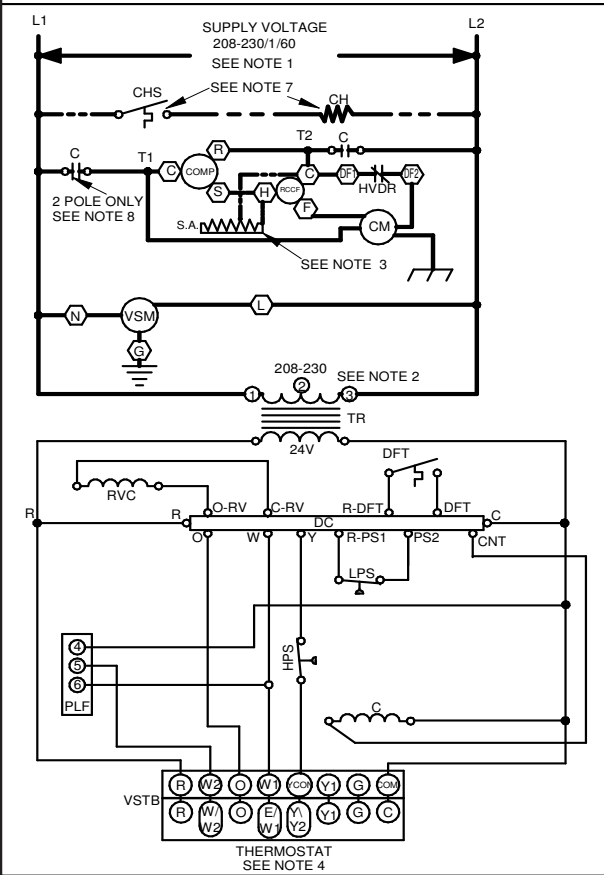 L1 L2
SUPPLY VOLTAGE
208-230/1/60
SEE NOTE 1
CHS SEE NOTE 7 CH
C T1 C COMP R T2 C
S H RCCF C DF1 HVDR DF2
2 POLE ONLY
SEE NOTE 8
S.A. F CM
SEE NOTE 3
N VSM L
G
208-230
1 2 3 SEE NOTE 2
TR
24V
DFT
RVC
R R O-RV C-RV R-DFT DFT C
DC
O W Y R-PS1 PS2 CNT
LPS
HPS
4
5
6
PLF
C
R W2 O W1 YCON Y1 G COM
VSTB
R W/ O E/ Y\ Y1 G C
W2 W1 Y2
THERMOSTAT
SEE NOTE 4